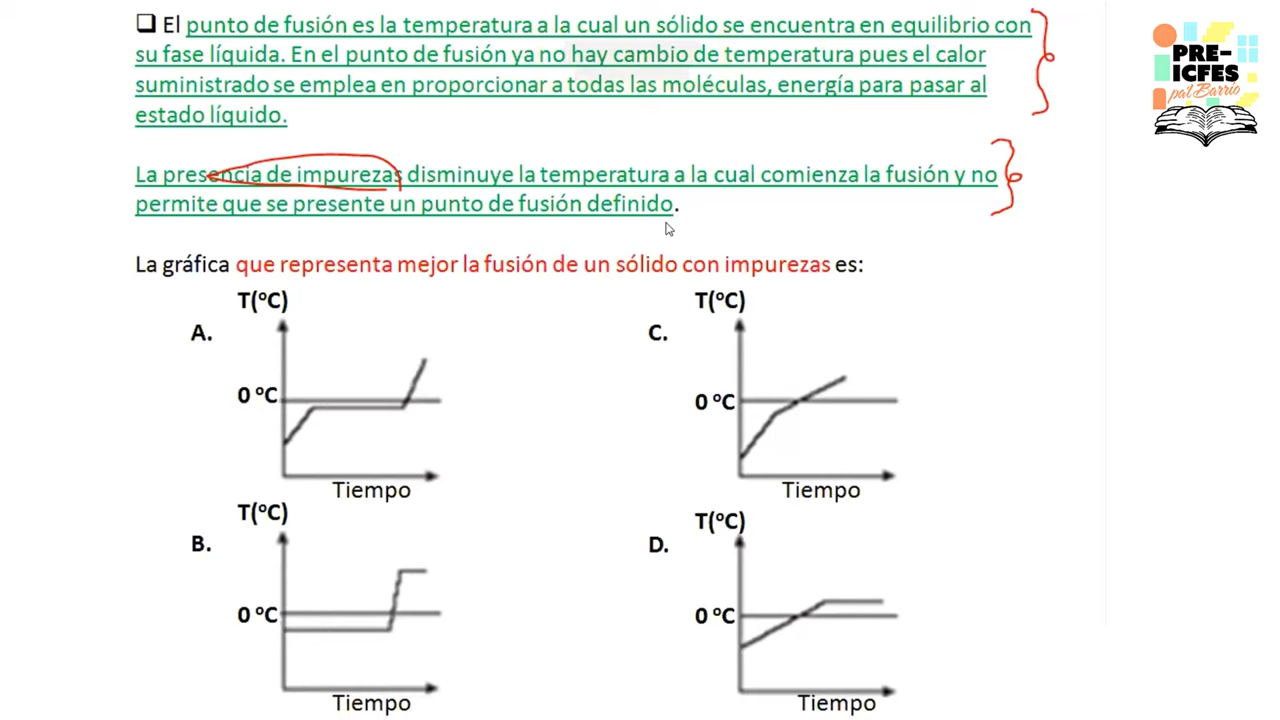 ❑ El punto de fusión es la temperatura a la cual un sólido se encuentra en equilibrio con
su fase líquida. En el punto de fusión ya no hay cambio de temperatura pues el calor
suministrado se emplea en proporcionar a todas las moléculas, energía para pasar al
estado líquido.
La presencia de impurezas disminuye la temperatura a la cual comienza la fusión y no
permite que se presente un punto de fusión definido.
La gráfica que representa mejor la fusión de un sólido con impurezas es:
A.
T(ºC)
0 ºC
Tiempo
B.
T(ºC)
0 ºC
Tiempo
C.
T(ºC)
0 ºC
Tiempo
D.
T(ºC)
0 ºC
Tiempo
PRE-
ICFES
pa'l Barrio